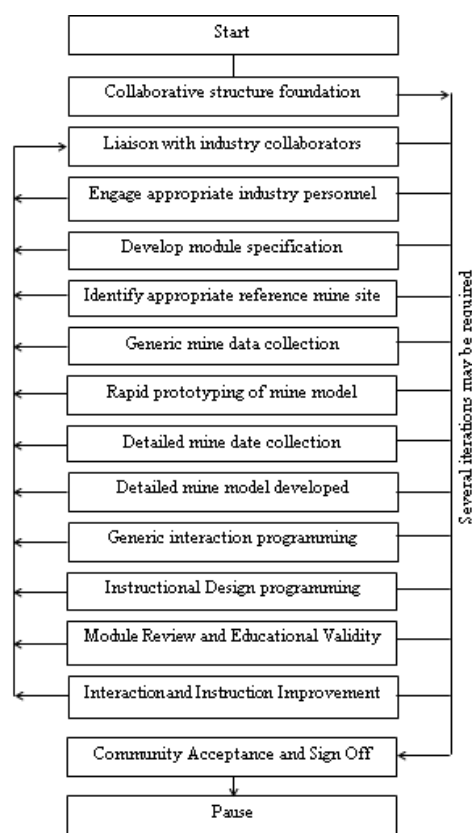 Start
Collaborative structure foundation
Liaison with industry collaborators
Engage appropriate industry personnel
Develop module specification
Identify appropriate reference mine site
Generic mine data collection
Rapid prototyping of mine model
Detailed mine date collection
Detailed mine model developed
Generic interaction programming
Instructional Design programming
Module Review and Educational Validity
Interaction and Instruction Improvement
Community Acceptance and Sign Off
Pause
Several iterations may be required